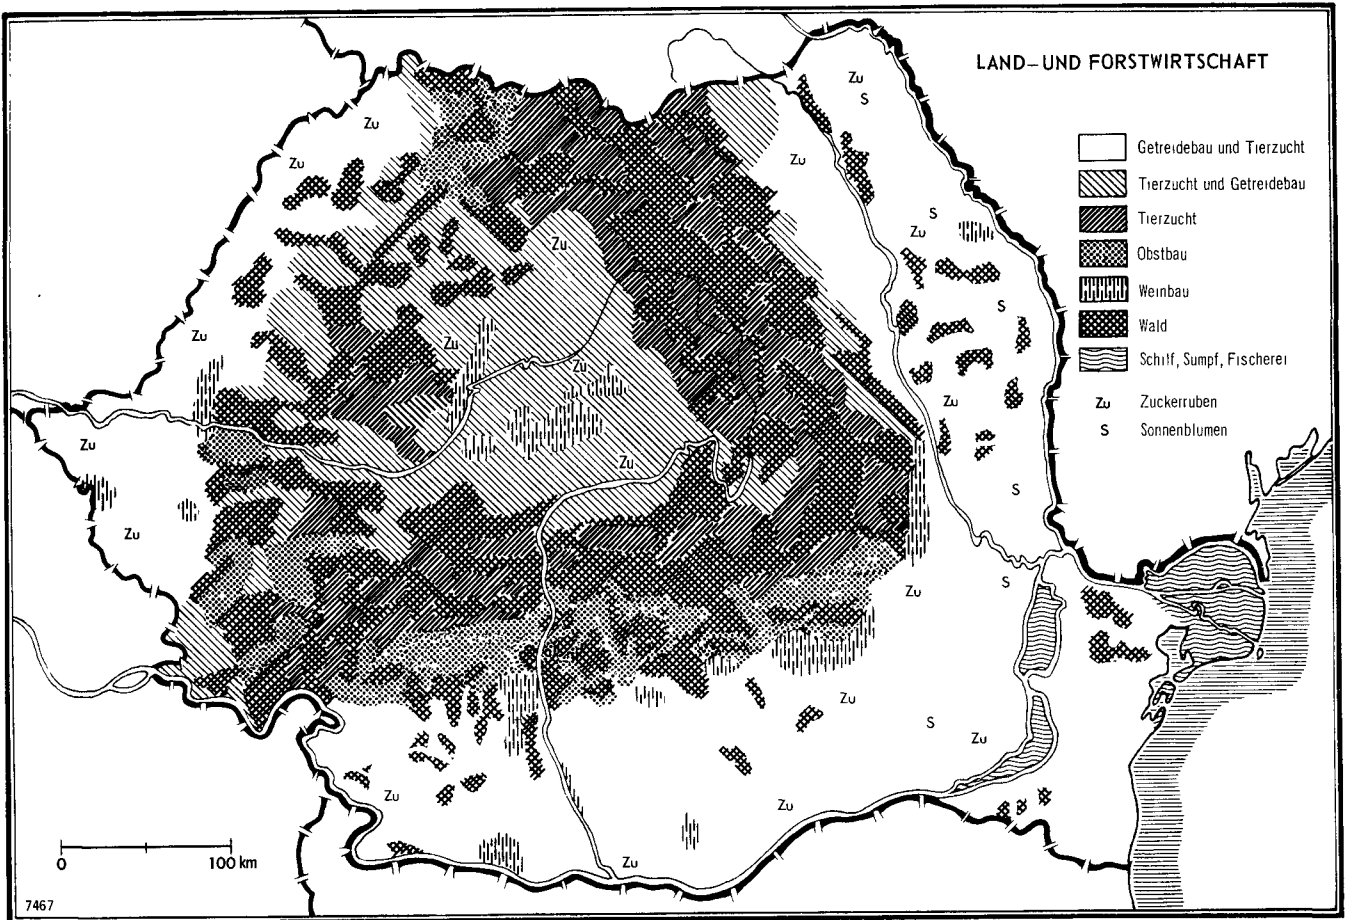 LAND-UND FORSTWIRTSCHAFT
Getreidebau und Tierzucht
Tierzucht und Getreidebau
Tierzucht
Obstbau
Weinbau
Wald
Schilf, Sumpf, Fischerei
Zu Zuckerruben
S Sonnenblumen
Zu
S
Zu
Zu
Zu
S
Zu
Zu
S
Zu
Zu
Zu
Zu
Zu
Zu
S
Zu
S
Zu
Zu
S
Zu
Zu
Zu
Zu
0 100 km
7467